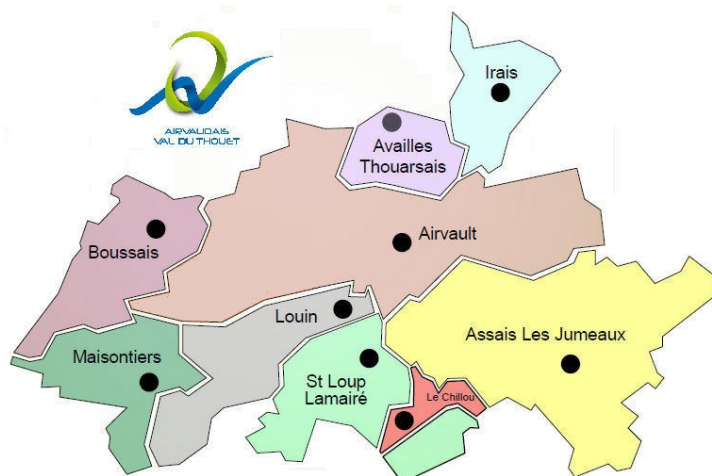 AIRVAUDAIS
VAL DU THOUET
Irais
Availles
Thouarsais
Airvault
Boussais
Louin
Assais Les Jumeaux
Maisontiers
St Loup
Lamairé
Le Chillou